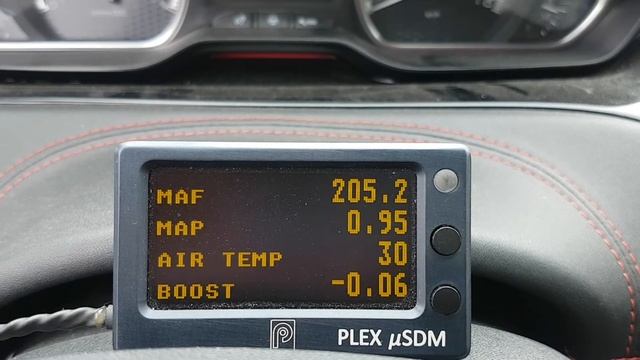 MAF 205.2
MAP 0.95
AIR TEMP 30
BOOST -0.06
PLEX µSDM